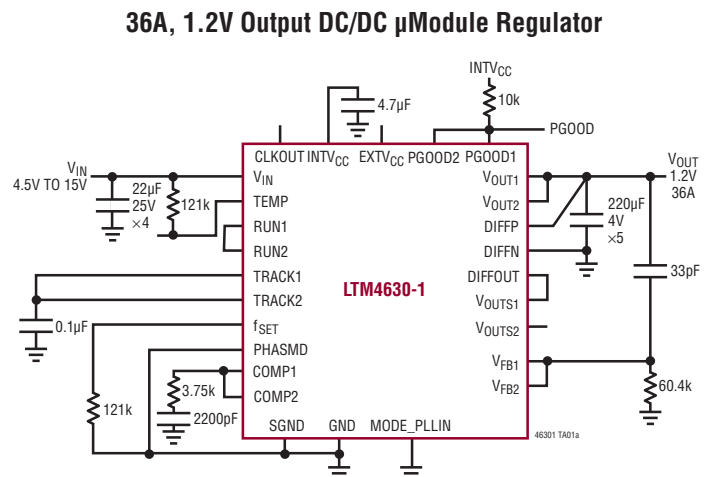 36A, 1.2V Output DC/DC µModule Regulator
INTVCC
4.7µF
10k
PGOOD
CLKOUT INTVCC EXTVCC PGOOD2 PGOOD1
VIN
4.5V TO 15V
22µF
25V
×4
121k
VIN
TEMP
RUN1
RUN2
TRACK1
TRACK2
fSET
PHASMD
COMP1
COMP2
SGND GND MODE_PLLIN
LTM4630-1
VOUT1
VOUT2
DIFFP
DIFFN
DIFFOUT
VOUTS1
VOUTS2
VFB1
VFB2
VOUT
1.2V
36A
220µF
4V
×5
33pF
60.4k
0.1µF
121k
3.75k
2200pF
46301 TA01a